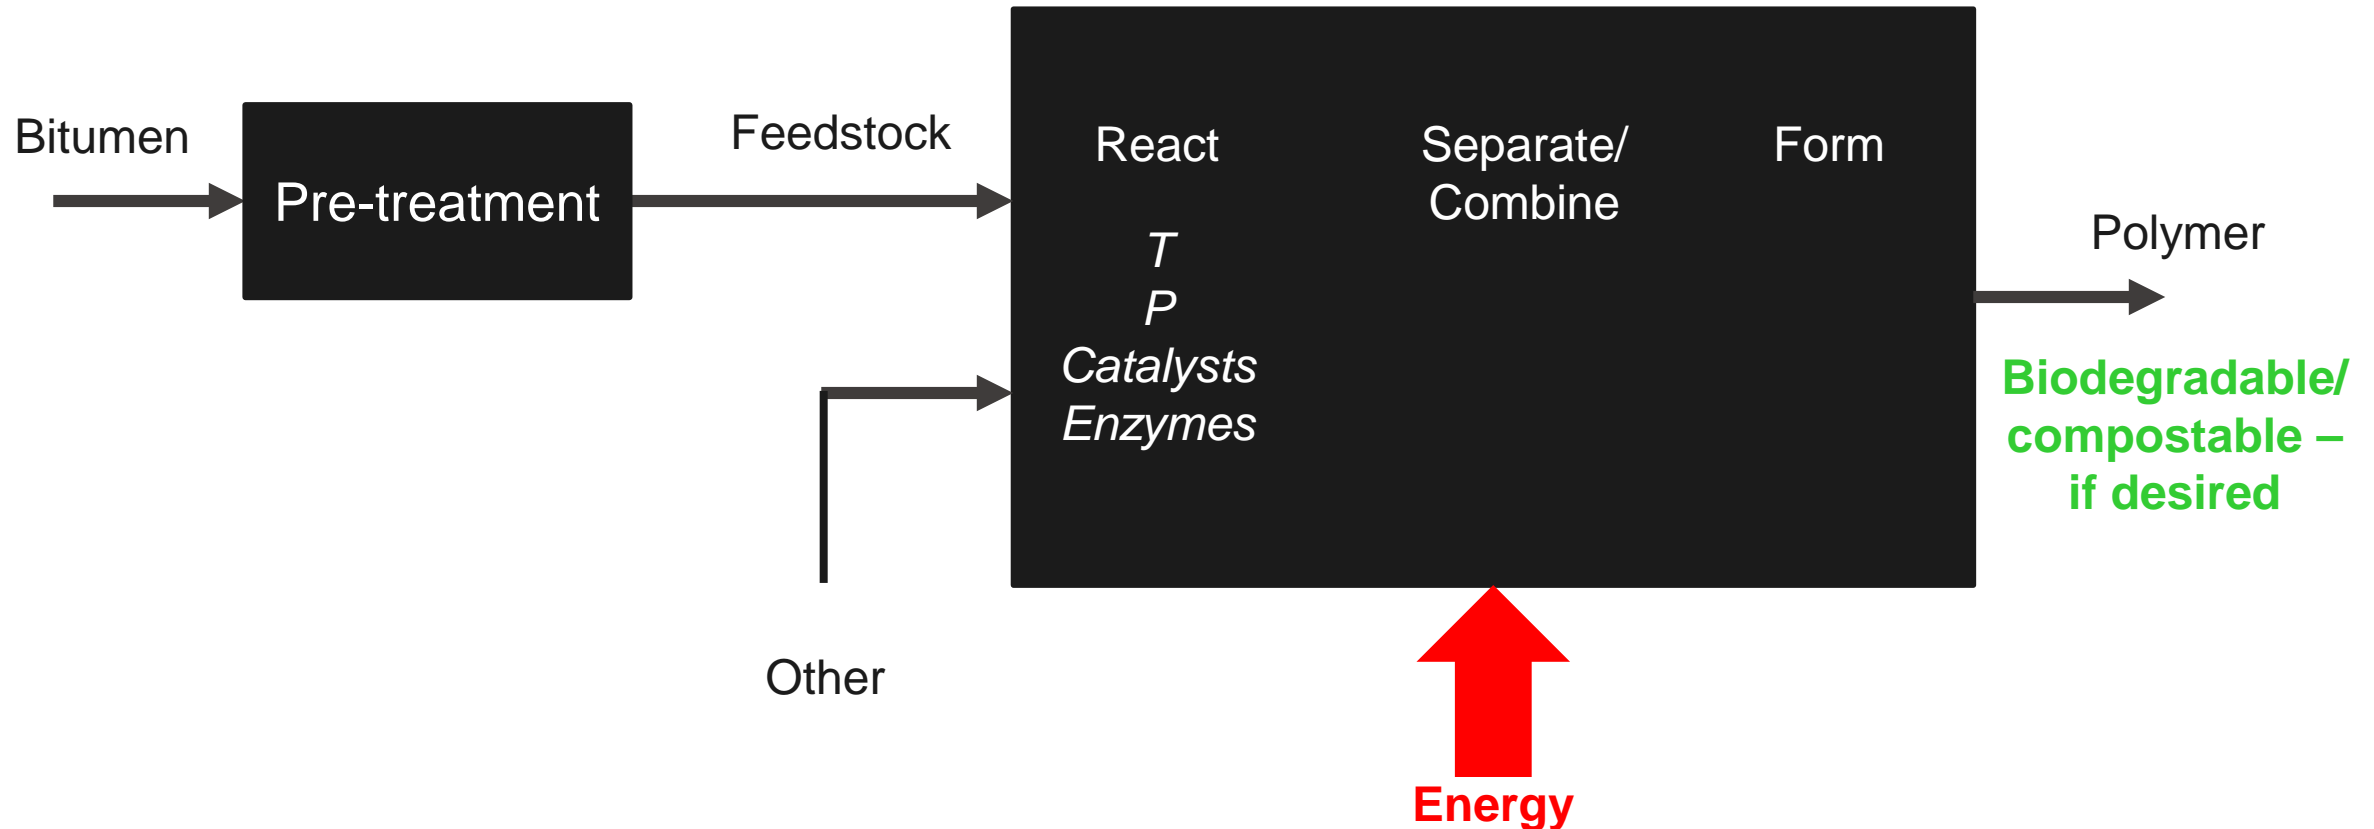 Bitumen
Pre-treatment
Feedstock
Other
React
T
P
Catalysts
Enzymes
Separate/
Combine
Form
Energy
Polymer
Biodegradable/
compostable –
if desired